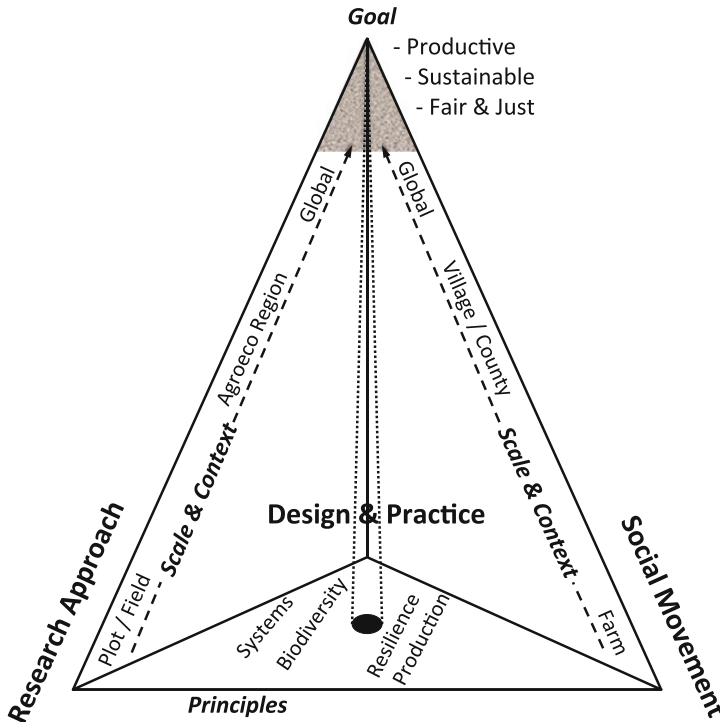 Goal
- Productive
- Sustainable
- Fair & Just
Global
Global
Agroeco Region
Village / County
Scale & Context
Scale & Context
Design & Practice
Research Approach
Social Movement
Plot / Field
Systems
Biodiversity
Resilience
Production
Farm
Principles